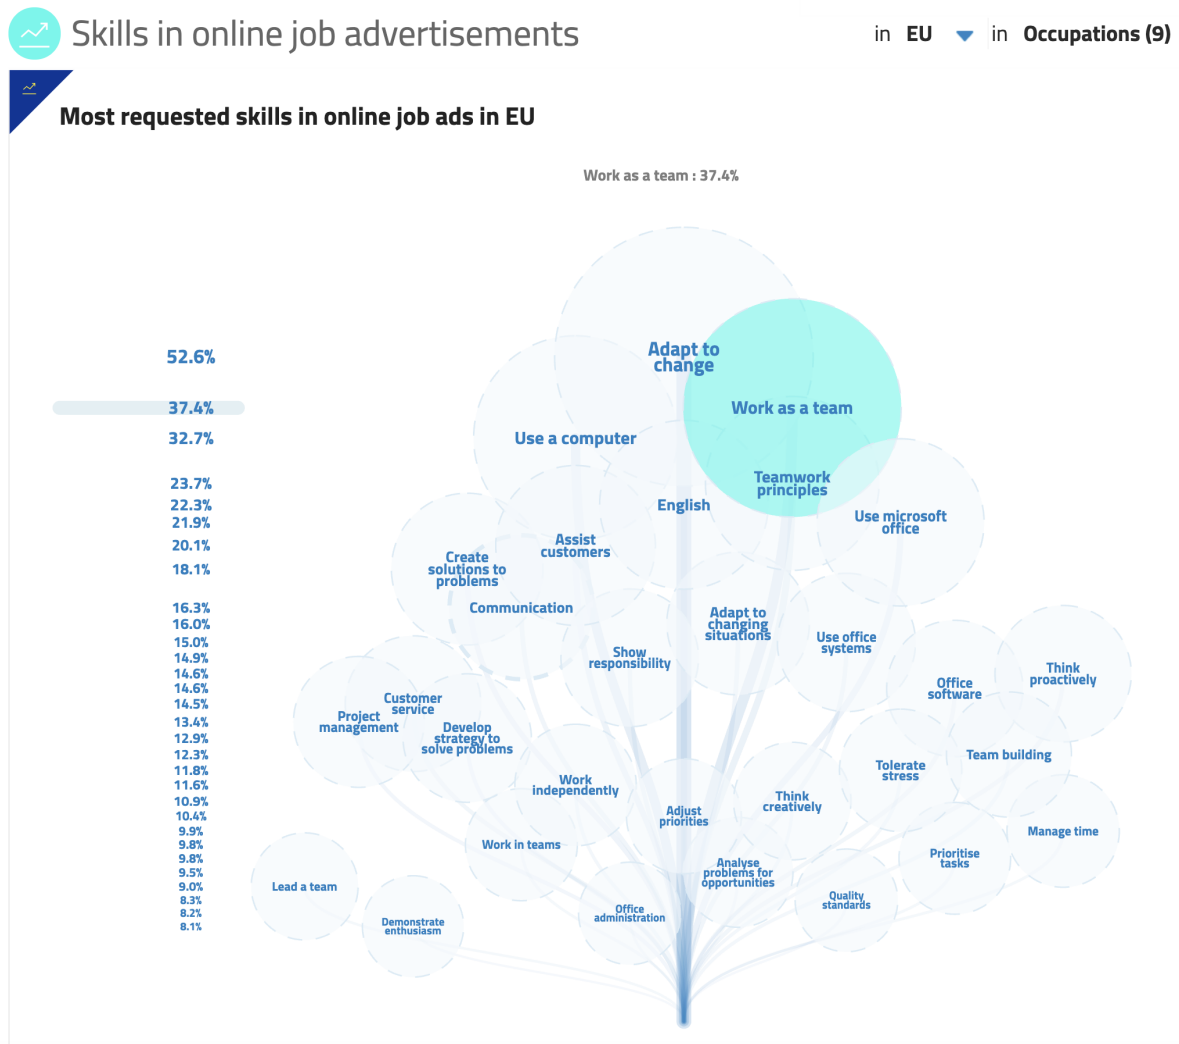 Skills in online job advertisements
in EU in Occupations (9)
Most requested skills in online job ads in EU
Work as a team : 37.4%
52.6%
37.4%
32.7%
23.7%
22.3%
21.9%
20.1%
18.1%
16.3%
16.0%
15.0%
14.9%
14.6%
14.6%
14.5%
13.4%
12.9%
12.3%
11.8%
11.6%
10.9%
10.4%
9.9%
9.8%
9.8%
9.5%
9.0%
8.3%
8.2%
8.1%
Adapt to
change
Work as a team
Use a computer
Teamwork
principles
English
Use microsoft
office
Assist
customers
Create
solutions to
problems
Communication
Adapt to
changing
situations
Use office
systems
Show
responsibility
Think
proactively
Office
software
Customer
service
Project
management
Develop
strategy to
solve problems
Team building
Tolerate
stress
Work
independently
Think
creatively
Adjust
priorities
Manage time
Work in teams
Prioritise
tasks
Analyse
problems for
opportunities
Lead a team
Quality
standards
Office
administration
Demonstrate
enthusiasm